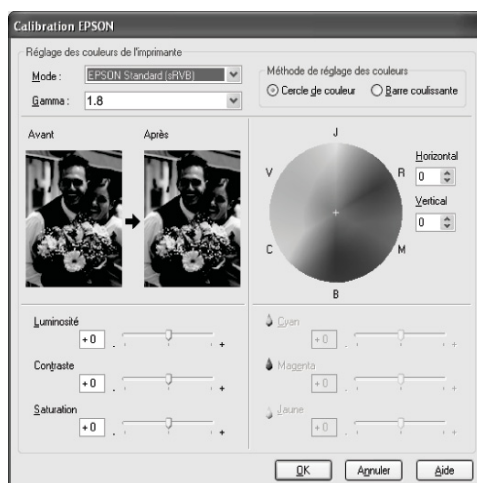 Calibration EPSON
Réglage des couleurs de l'imprimante
Mode :
EPSON Standard (sRVB)
Gamma :
1.8
Méthode de réglage des couleurs
Cercle de couleur
Barre coulissante
Avant
Après
J
V
R
C
M
B
Horizontal
0
Vertical
0
Luminosité
+0
-
+
Contraste
+0
-
+
Saturation
+0
-
+
Cyan
+0
-
+
Magenta
+0
-
+
Jaune
+0
-
+
OK
Annuler
Aide